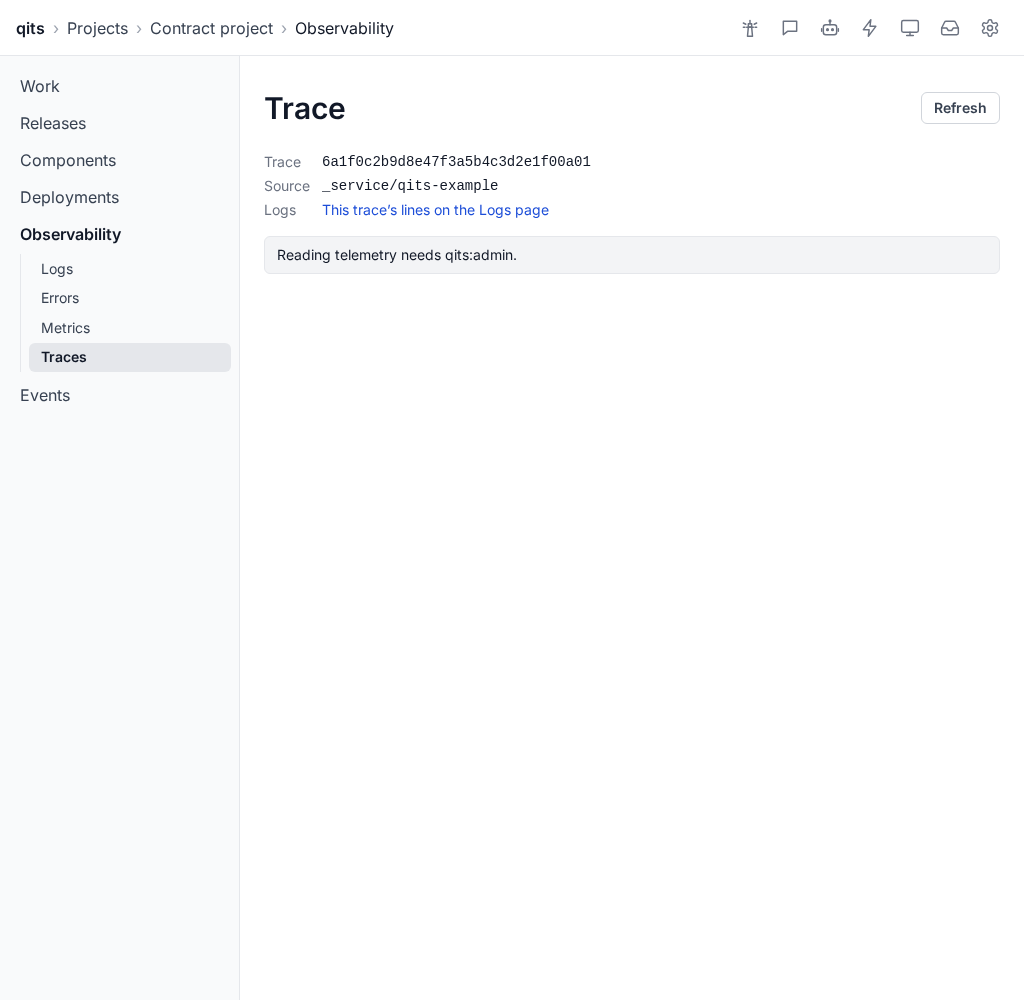 qits › Projects › Contract project › Observability
Work
Releases
Components
Deployments
Observability
Logs
Errors
Metrics
Traces
Events
Trace
Refresh
Trace 6a1f0c2b9d8e47f3a5b4c3d2e1f00a01
Source _service/qits-example
Logs This trace’s lines on the Logs page
Reading telemetry needs qits:admin.